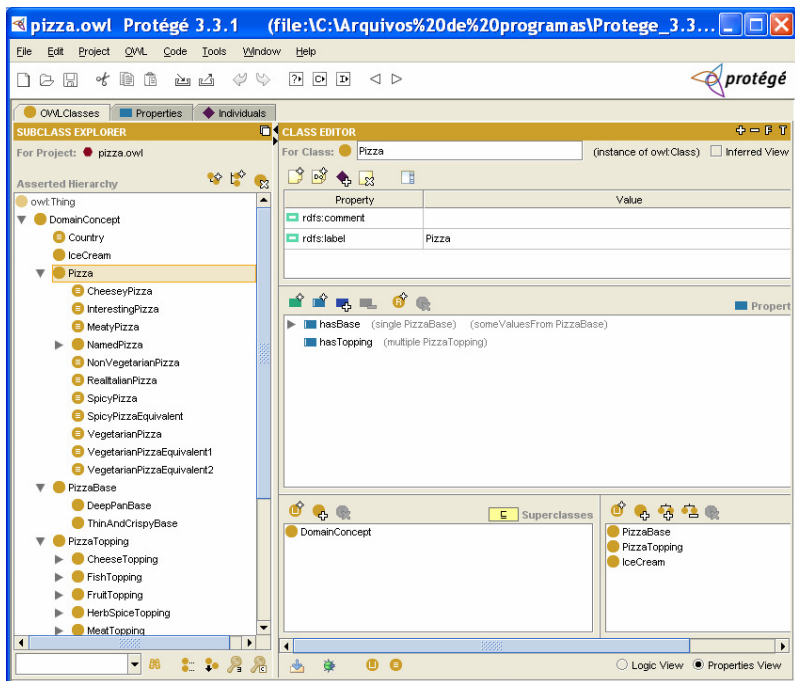 pizza.owl Protégé 3.3.1 (file:\C:\Arquivos%20de%20programas\Protege_3.3...
File Edit Project OWL Code Tools Window Help
protégé
OWLClasses Properties Individuals
SUBCLASS EXPLORER
For Project: pizza.owl
Asserted Hierarchy
owl:Thing
DomainConcept
Country
IceCream
Pizza
CheeseyPizza
InterestingPizza
MeatyPizza
NamedPizza
NonVegetarianPizza
RealItalianPizza
SpicyPizza
SpicyPizzaEquivalent
VegetarianPizza
VegetarianPizzaEquivalent1
VegetarianPizzaEquivalent2
PizzaBase
DeepPanBase
ThinAndCrispyBase
PizzaTopping
CheeseTopping
FishTopping
FruitTopping
HerbSpiceTopping
MeatTopping
CLASS EDITOR
For Class: Pizza (instance of owl:Class) Inferred View
Property Value
rdfs:comment
rdfs:label Pizza
Propert
hasBase (single PizzaBase) (someValuesFrom PizzaBase)
hasTopping (multiple PizzaTopping)
Superclasses
DomainConcept
PizzaBase
PizzaTopping
IceCream
Logic View Properties View